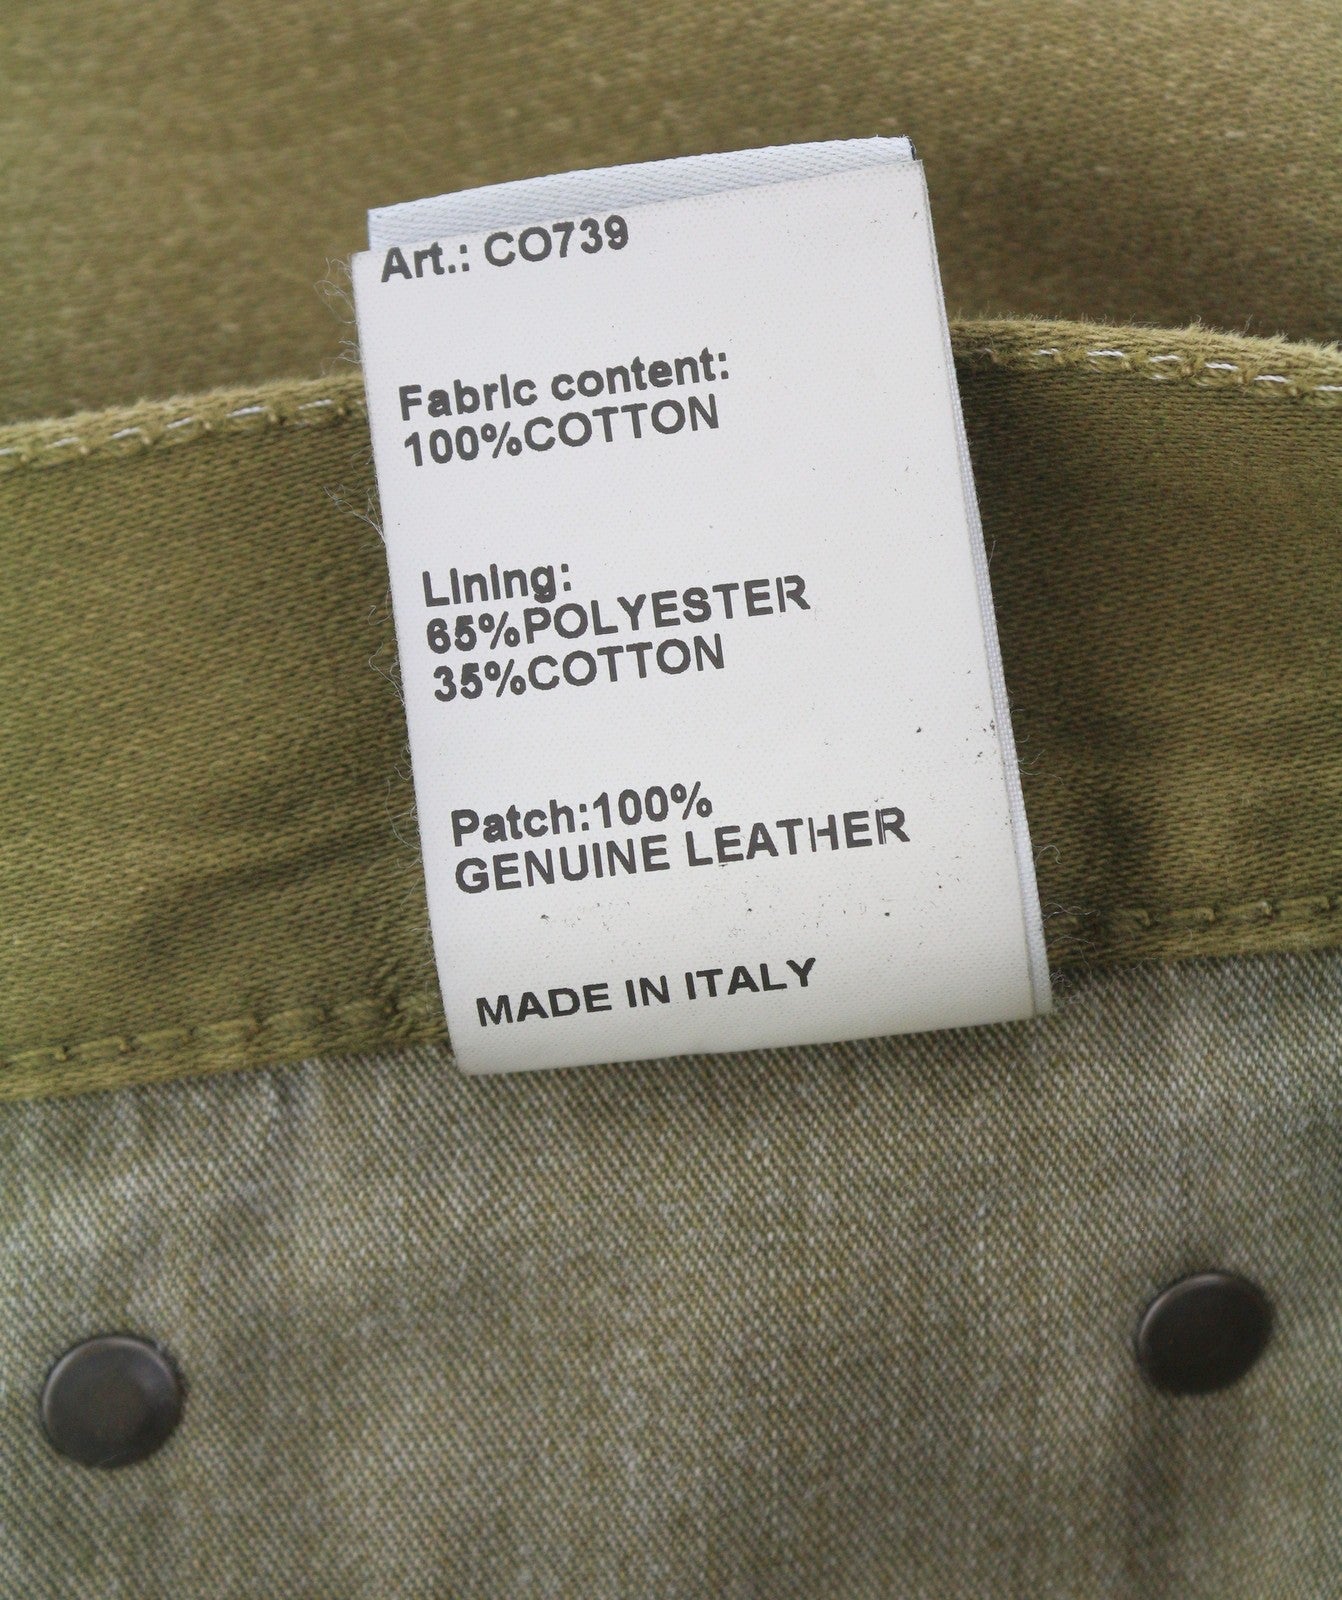 Art.: CO739
Fabric content:
100%COTTON
Lining:
65%POLYESTER
35%COTTON
Patch:100%
GENUINE LEATHER
MADE IN ITALY